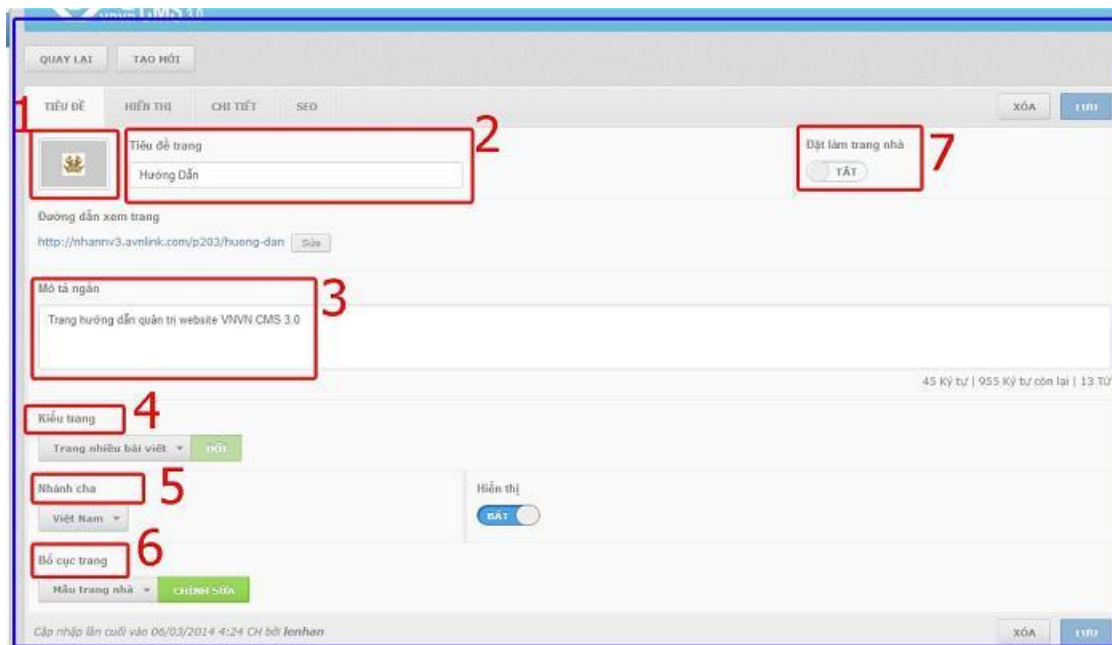 VNVN CMS 3.0
QUAY LẠI TẠO MỚI
TIÊU ĐỀ HIỂN THỊ CHI TIẾT SEO XÓA LƯU
1 2 7
Tiêu đề trang Đặt làm trang nhà
Hướng Dẫn TẮT
Đường dẫn xem trang
http://nhannv3.avnlink.com/p203/huong-dan Sửa
Mô tả ngắn 3
Trang hướng dẫn quản trị website VNVN CMS 3.0
45 Ký tự | 955 Ký tự còn lại | 13 Từ
Kiểu trang 4
Trang nhiều bài viết ĐỔI
Nhánh cha 5 Hiển thị
Việt Nam BẬT
Bố cục trang 6
Mẫu trang nhà CHỈNH SỬA
Cập nhập lần cuối vào 06/03/2014 4:24 CH bởi lenhan XÓA LƯU